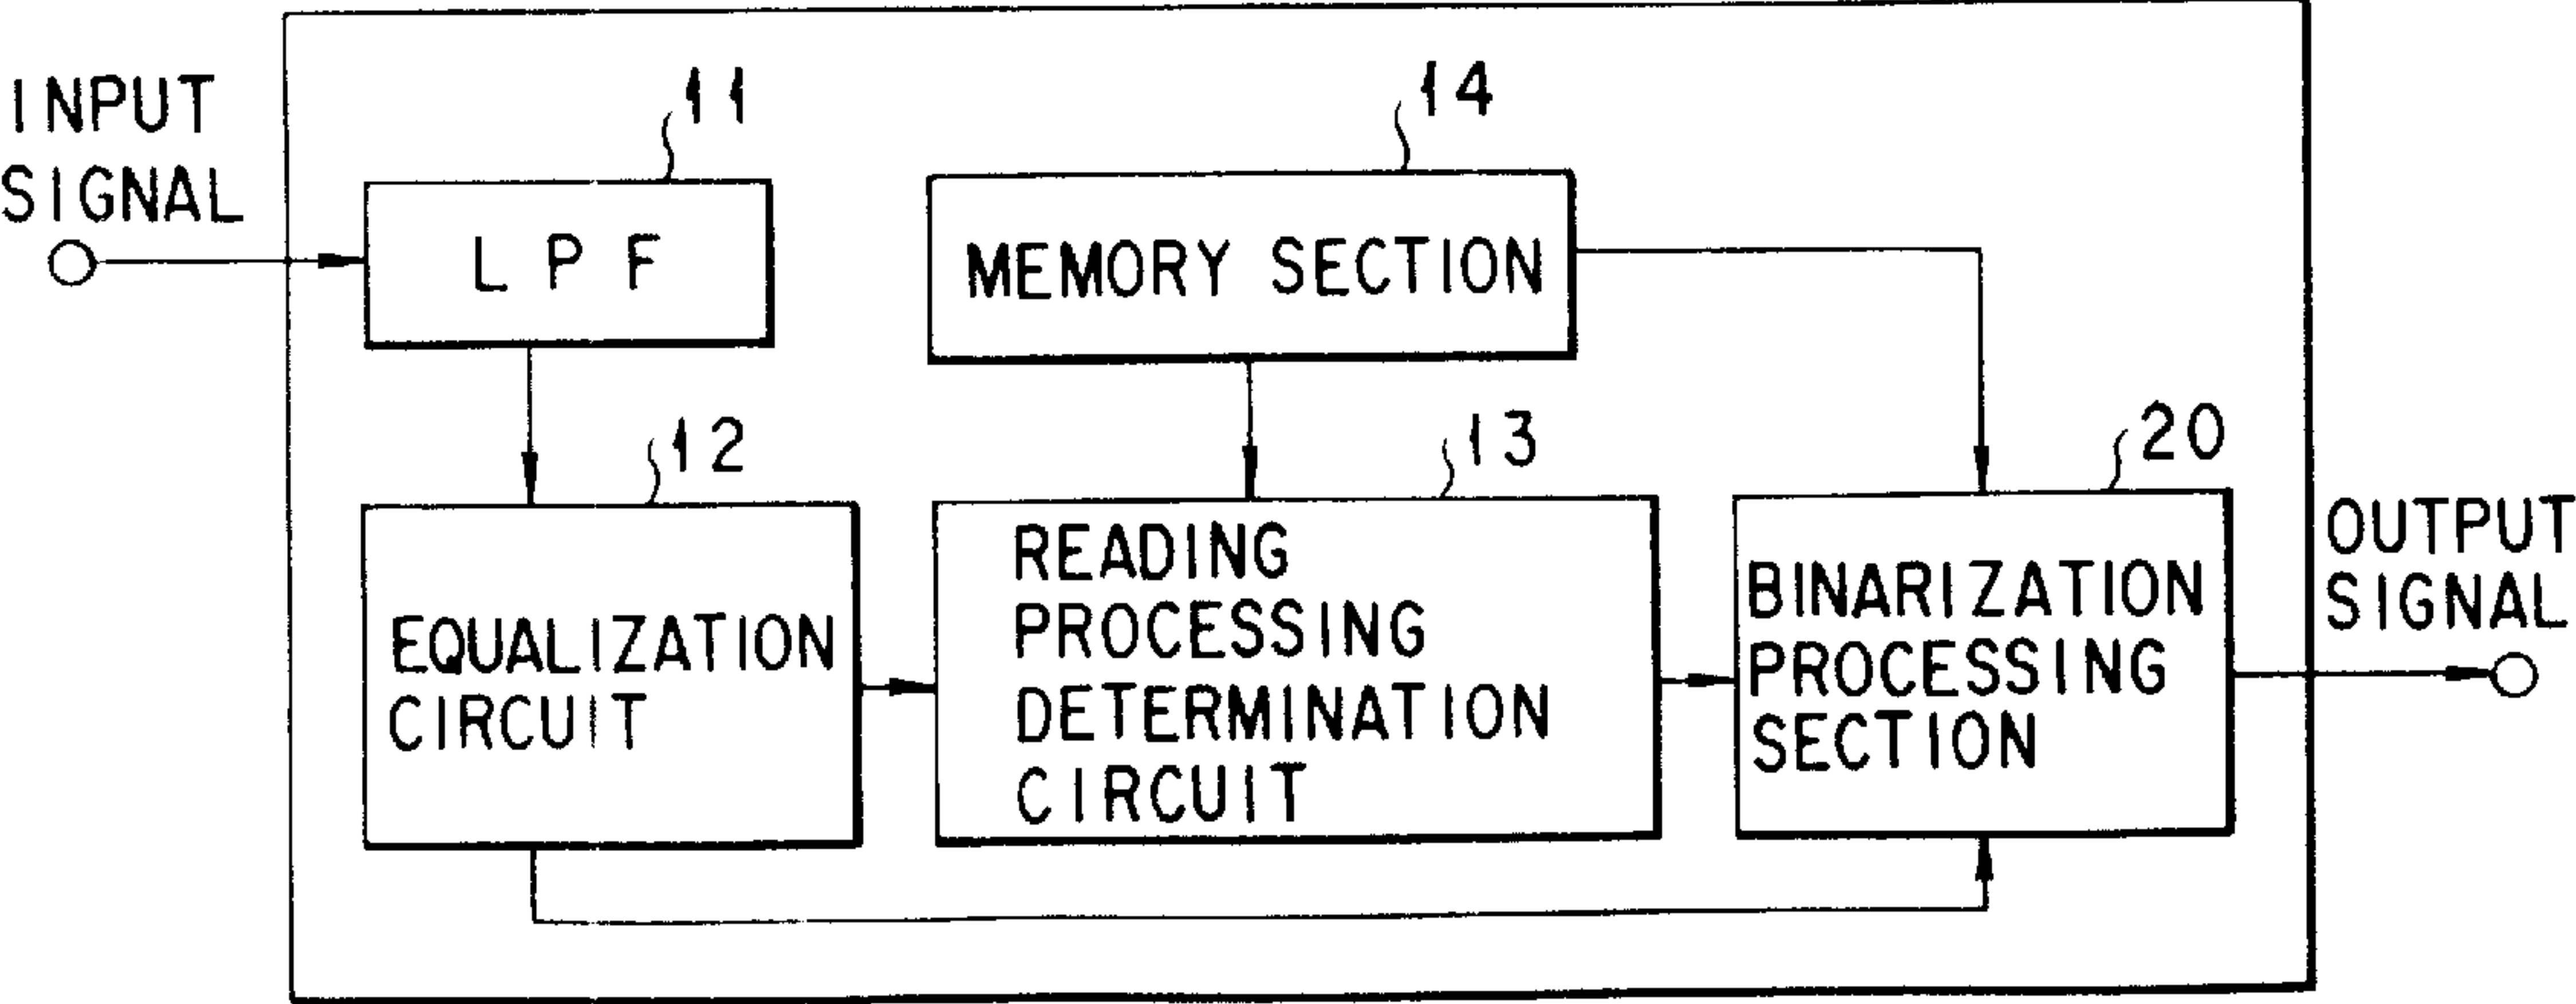 INPUT
SIGNAL
11
LPF
14
MEMORY SECTION
12
EQUALIZATION
CIRCUIT
13
READING
PROCESSING
DETERMINATION
CIRCUIT
20
BINARIZATION
PROCESSING
SECTION
OUTPUT
SIGNAL